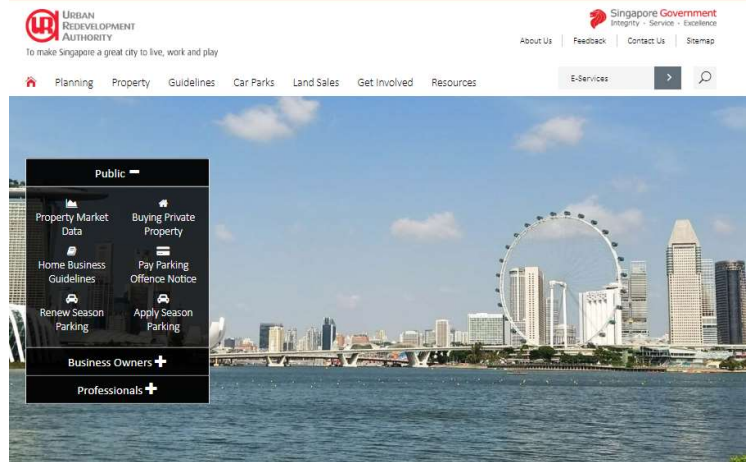 URBAN
REDEVELOPMENT
AUTHORITY
To make Singapore a great city to live, work and play
Singapore Government
Integrity · Service · Excellence
About Us
Feedback
Contact Us
Sitemap
Planning
Property
Guidelines
Car Parks
Land Sales
Get Involved
Resources
E-Services
Public
Property Market
Data
Buying Private
Property
Home Business
Guidelines
Pay Parking
Offence Notice
Renew Season
Parking
Apply Season
Parking
Business Owners
Professionals